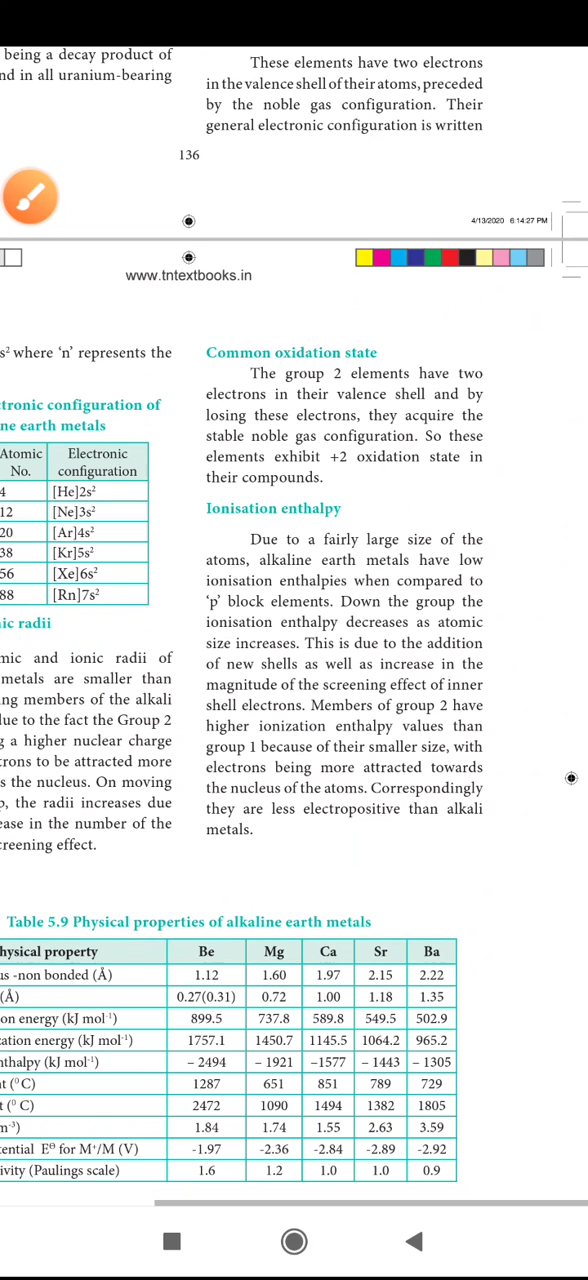 being a decay product of
nd in all uranium-bearing
These elements have two electrons
in the valence shell of their atoms, preceded
by the noble gas configuration. Their
general electronic configuration is written
136
4/13/2020 6:14:27 PM
www.tntextbooks.in
s² where ‘n’ represents the
ctronic configuration of
ne earth metals
Atomic No. Electronic configuration
4 [He]2s²
12 [Ne]3s²
20 [Ar]4s²
38 [Kr]5s²
56 [Xe]6s²
88 [Rn]7s²
ic radii
mic and ionic radii of
metals are smaller than
ng members of the alkali
lue to the fact the Group 2
g a higher nuclear charge
trons to be attracted more
s the nucleus. On moving
p, the radii increases due
ease in the number of the
creening effect.
Common oxidation state
The group 2 elements have two
electrons in their valence shell and by
losing these electrons, they acquire the
stable noble gas configuration. So these
elements exhibit +2 oxidation state in
their compounds.
Ionisation enthalpy
Due to a fairly large size of the
atoms, alkaline earth metals have low
ionisation enthalpies when compared to
‘p’ block elements. Down the group the
ionisation enthalpy decreases as atomic
size increases. This is due to the addition
of new shells as well as increase in the
magnitude of the screening effect of inner
shell electrons. Members of group 2 have
higher ionization enthalpy values than
group 1 because of their smaller size, with
electrons being more attracted towards
the nucleus of the atoms. Correspondingly
they are less electropositive than alkali
metals.
Table 5.9 Physical properties of alkaline earth metals
hysical property Be Mg Ca Sr Ba
us -non bonded (Å) 1.12 1.60 1.97 2.15 2.22
(Å) 0.27(0.31) 0.72 1.00 1.18 1.35
on energy (kJ mol⁻¹) 899.5 737.8 589.8 549.5 502.9
zation energy (kJ mol⁻¹) 1757.1 1450.7 1145.5 1064.2 965.2
nthalpy (kJ mol⁻¹) – 2494 – 1921 –1577 – 1443 – 1305
t (⁰C) 1287 651 851 789 729
t (⁰ C) 2472 1090 1494 1382 1805
m⁻³) 1.84 1.74 1.55 2.63 3.59
tential E⁰ for M⁺/M (V) -1.97 -2.36 -2.84 -2.89 -2.92
ivity (Paulings scale) 1.6 1.2 1.0 1.0 0.9